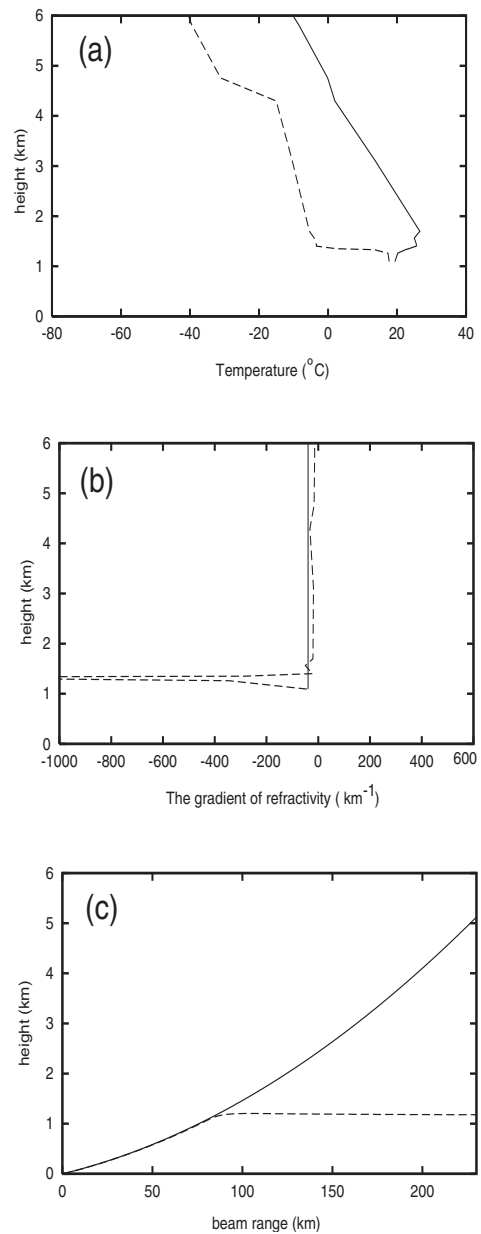 6
(a)
5
4
height (km)
3
2
1
0
-80 -60 -40 -20 0 20 40
Temperature (°C)
6
(b)
5
4
height (km)
3
2
1
0
-1000 -800 -600 -400 -200 0 200 400 600
The gradient of refractivity ( km-1)
6
(c)
5
4
height (km)
3
2
1
0
0 50 100 150 200
beam range (km)